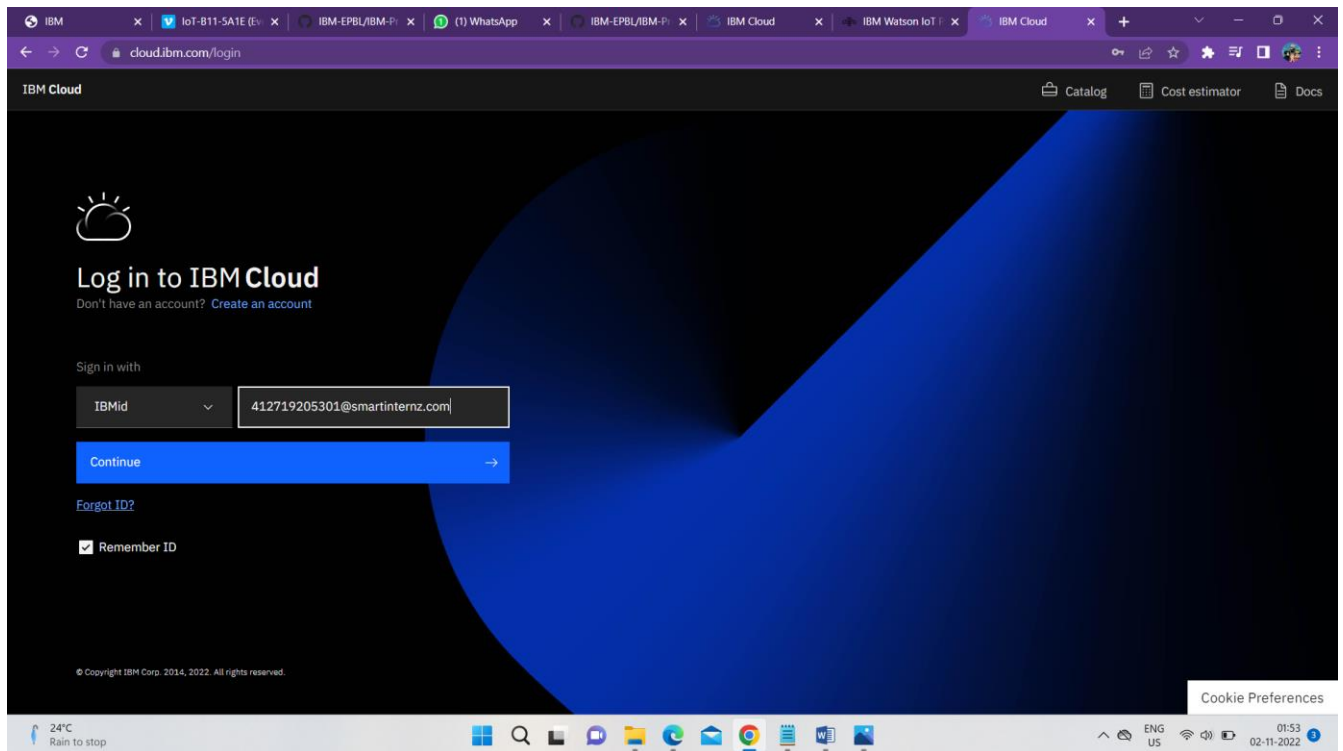 IBM
IoT-B11-5A1E (Ev
IBM-EPBL/IBM-Pr
(1) WhatsApp
IBM-EPBL/IBM-Pr
IBM Cloud
IBM Watson IoT P
IBM Cloud
cloud.ibm.com/login
IBM Cloud
Catalog
Cost estimator
Docs
Log in to IBM Cloud
Don't have an account? Create an account
Sign in with
IBMid
412719205301@smartinternz.com
Continue
Forgot ID?
Remember ID
© Copyright IBM Corp. 2014, 2022. All rights reserved.
Cookie Preferences
24°C
Rain to stop
ENG
US
01:53
02-11-2022
3